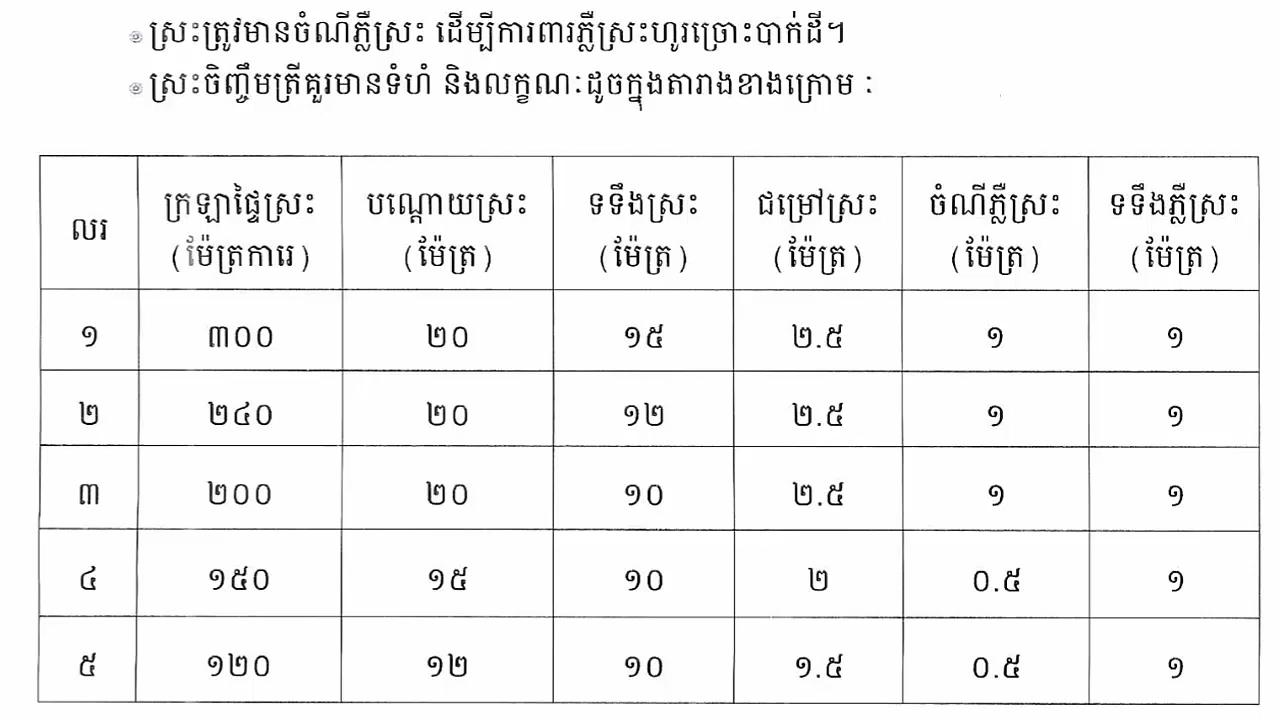 ស្រះត្រូវមានចំណីភ្លឺស្រះ ដើម្បីការពារភ្លឺស្រះហូរច្រោះបាក់ដី។
ស្រះចិញ្ចឹមត្រីគួរមានទំហំ និងលក្ខណៈដូចក្នុងតារាងខាងក្រោម ៈ
លរ ក្រឡាផ្ទៃស្រះ (ម៉ែត្រការេ) បណ្តោយស្រះ (ម៉ែត្រ) ទទឹងស្រះ (ម៉ែត្រ) ជម្រៅស្រះ (ម៉ែត្រ) ចំណីភ្លឺស្រះ (ម៉ែត្រ) ទទឹងភ្លឺស្រះ (ម៉ែត្រ)
១ ៣០០ ២០ ១៥ ២.៥ ១ ១
២ ២៤០ ២០ ១២ ២.៥ ១ ១
៣ ២០០ ២០ ១០ ២.៥ ១ ១
៤ ១៥០ ១៥ ១០ ២ ០.៥ ១
៥ ១២០ ១២ ១០ ១.៥ ០.៥ ១